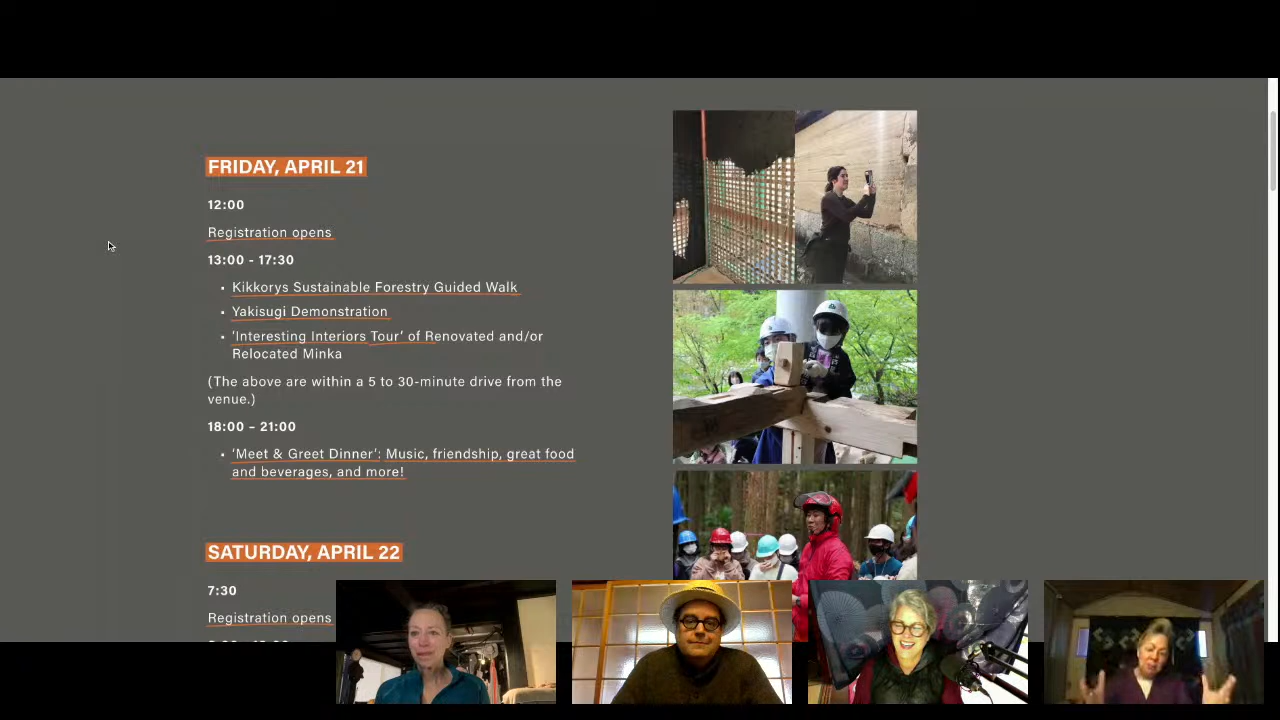 FRIDAY, APRIL 21
12:00
Registration opens
13:00 - 17:30
Kikkorys Sustainable Forestry Guided Walk
Yakisugi Demonstration
'Interesting Interiors Tour' of Renovated and/or
Relocated Minka
(The above are within a 5 to 30-minute drive from the
venue.)
18:00 – 21:00
'Meet & Greet Dinner': Music, friendship, great food
and beverages, and more!
SATURDAY, APRIL 22
7:30
Registration opens